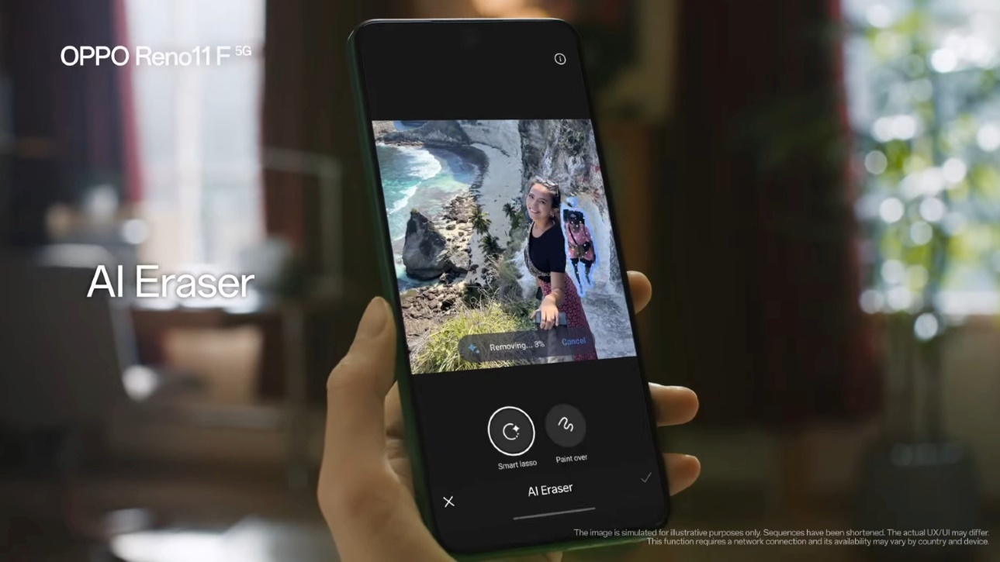 OPPO Reno11 F 5G
AI Eraser
Removing... 3% Cancel
Smart lasso Paint over
AI Eraser
The image is simulated for illustrative purposes only. Sequences have been shortened. The actual UX/UI may differ.
This function requires a network connection and its availability may vary by country and device.